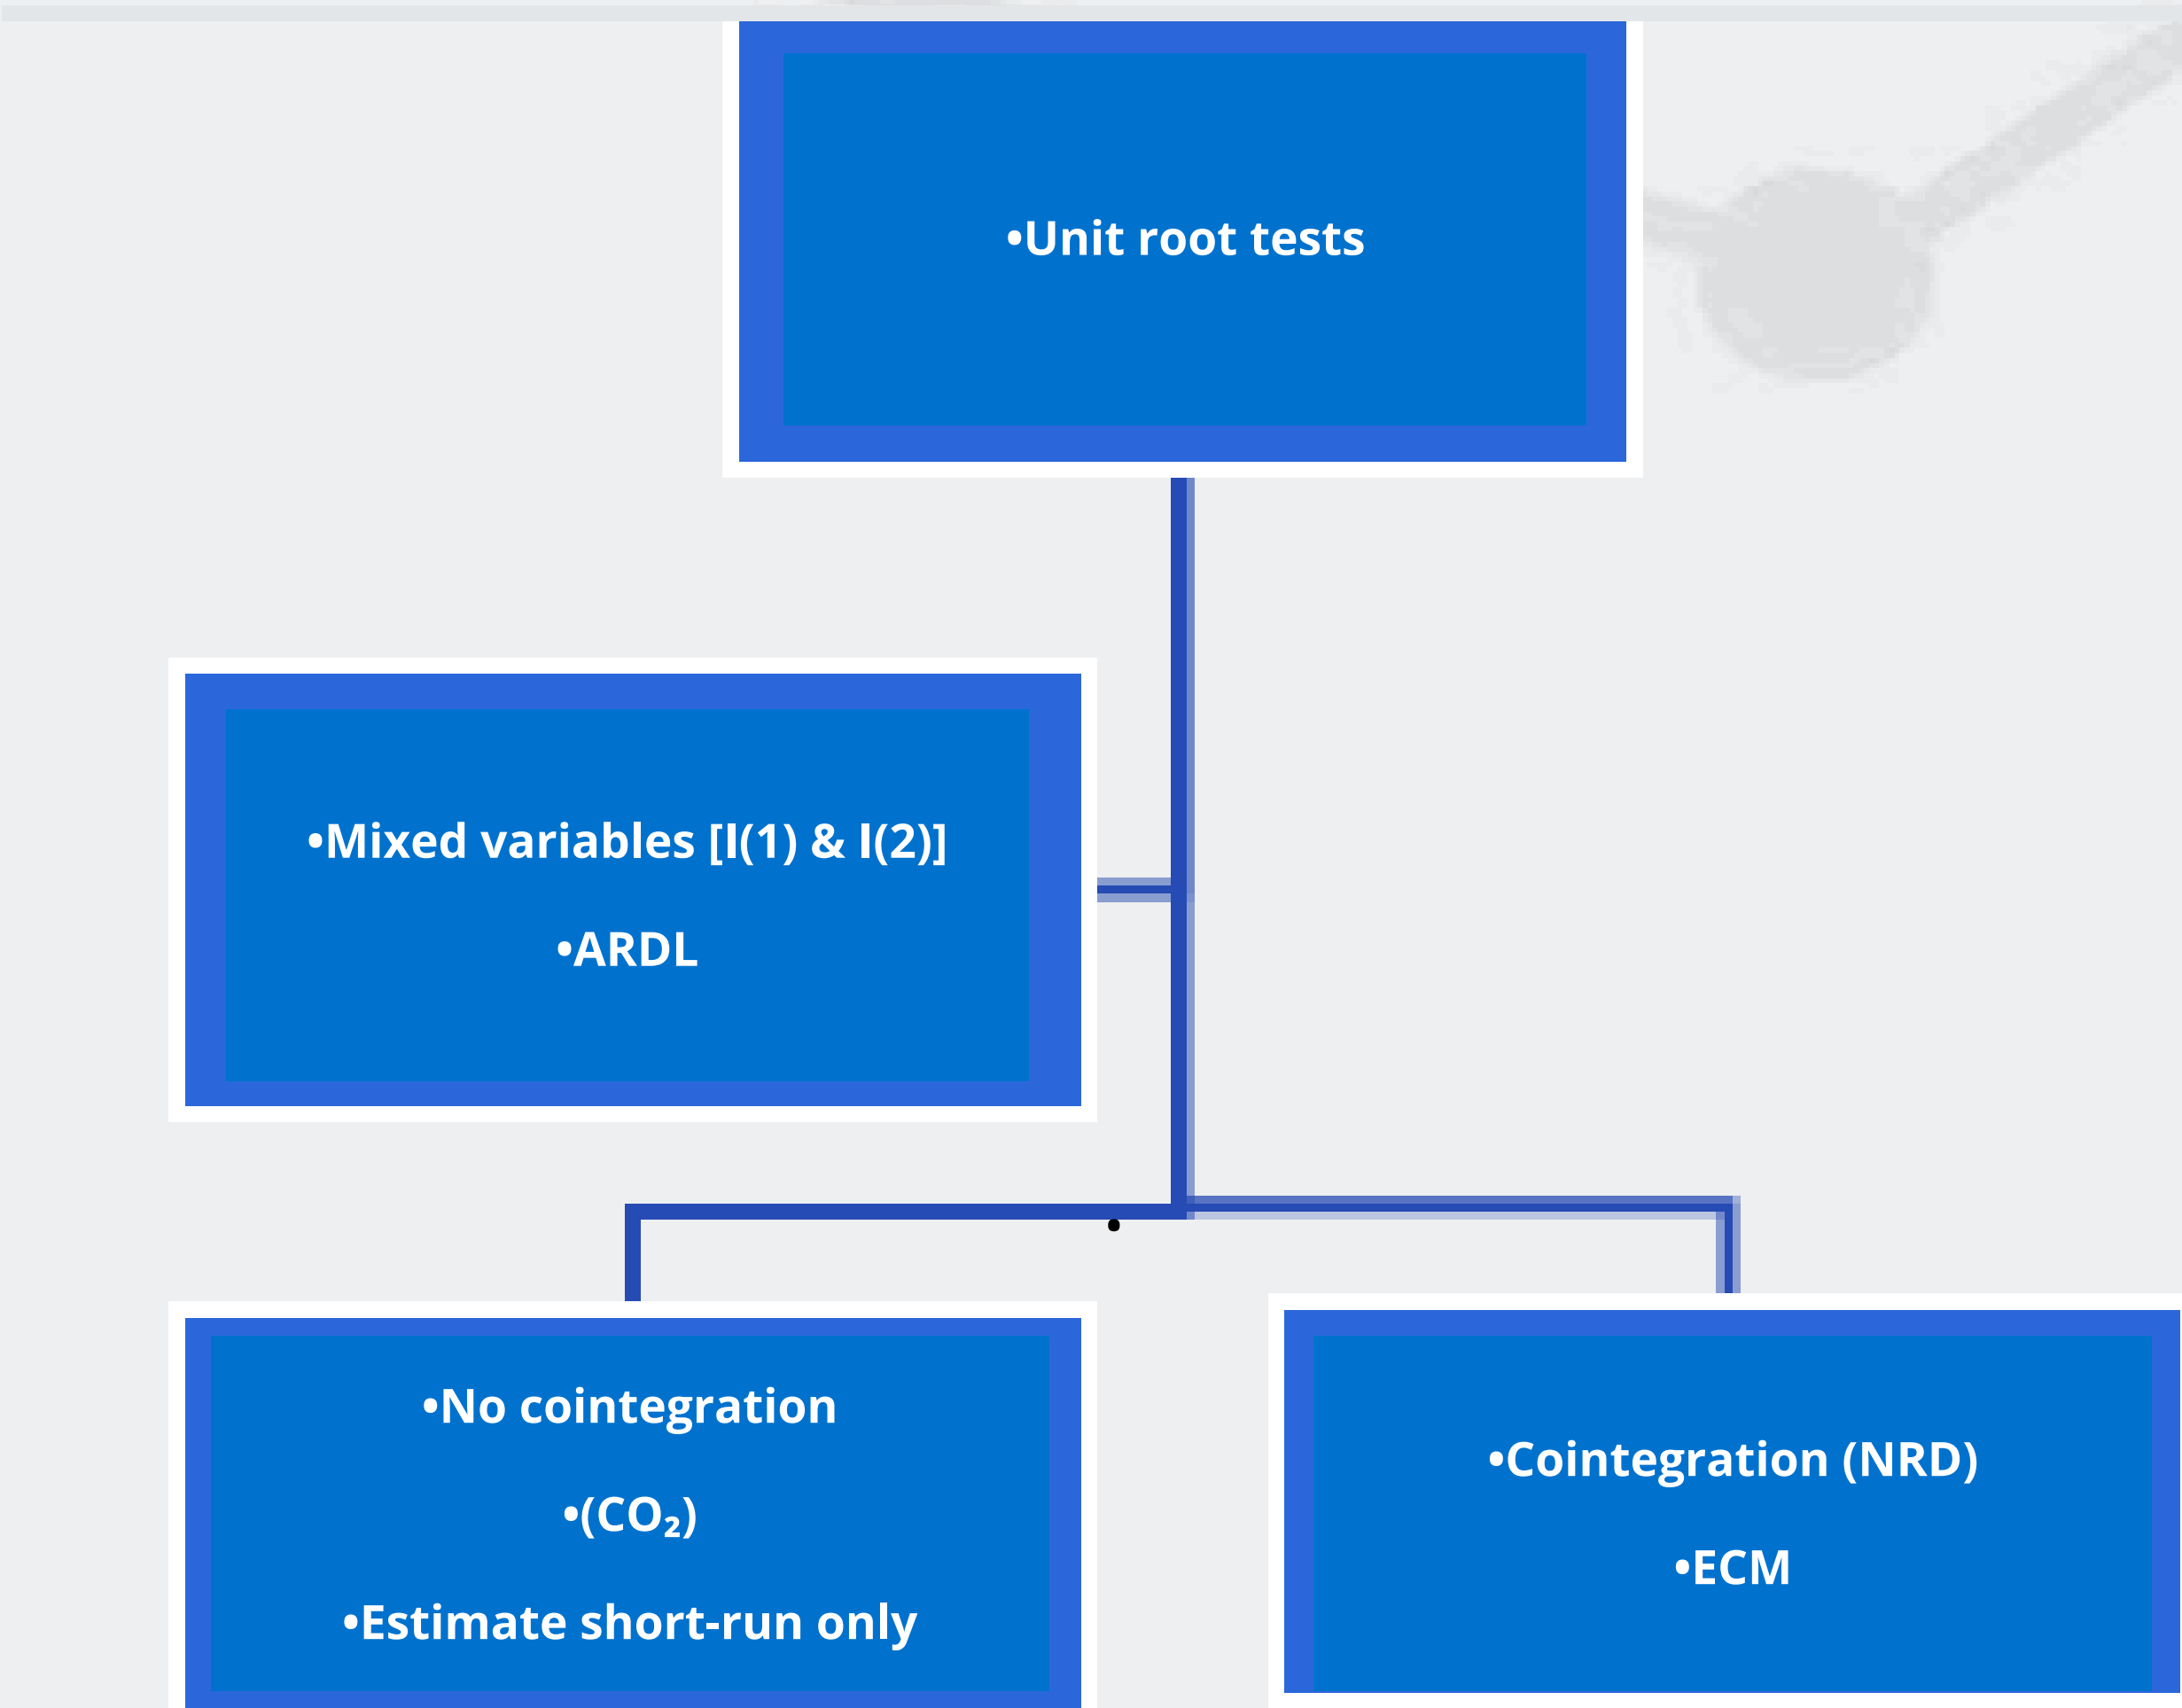 •Unit root tests
•Mixed variables [I(1) & I(2)]
•ARDL
•
•No cointegration
•(CO₂)
•Estimate short-run only
•Cointegration (NRD)
•ECM